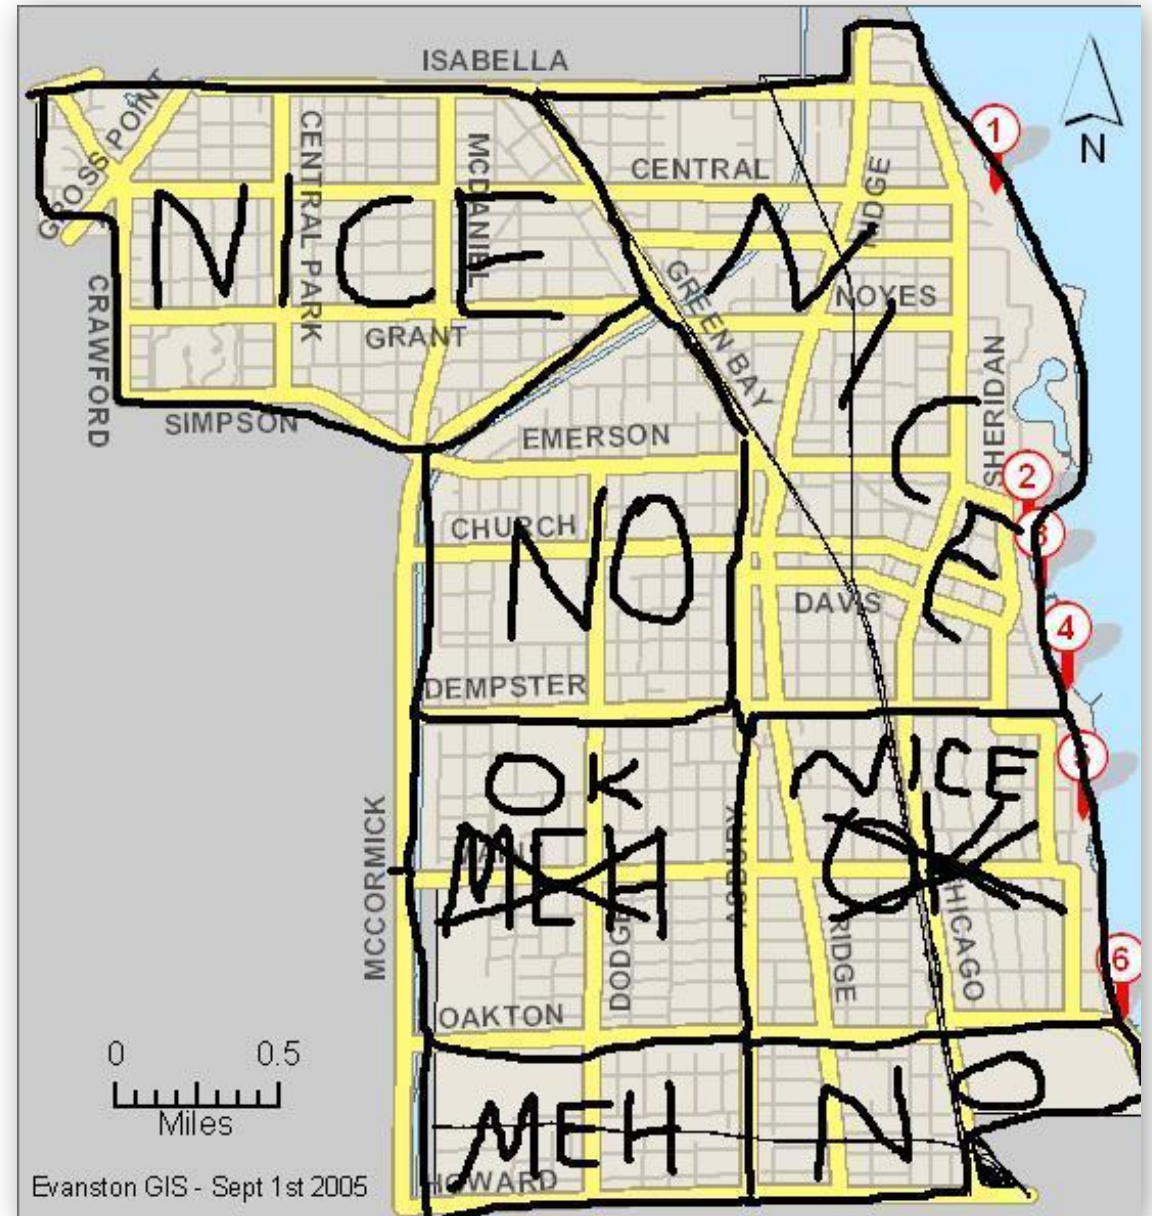 ISABELLA
1
N
GROSS POINT
CENTRAL PARK
MCDANIEL
CENTRAL
RIDGE
NICE
NICE
GREEN BAY
NOYES
CRAWFORD
GRANT
SHERIDAN
SIMPSON
EMERSON
2
CHURCH
3
NO
DAVIS
4
DEMPSTER
OK
NICE
5
MCCORMICK
MAIN
MEH
ASBURY
OK
DODGE
RIDGE
CHICAGO
6
OAKTON
0 0.5
Miles
MEH
NO
HOWARD
Evanston GIS - Sept 1st 2005